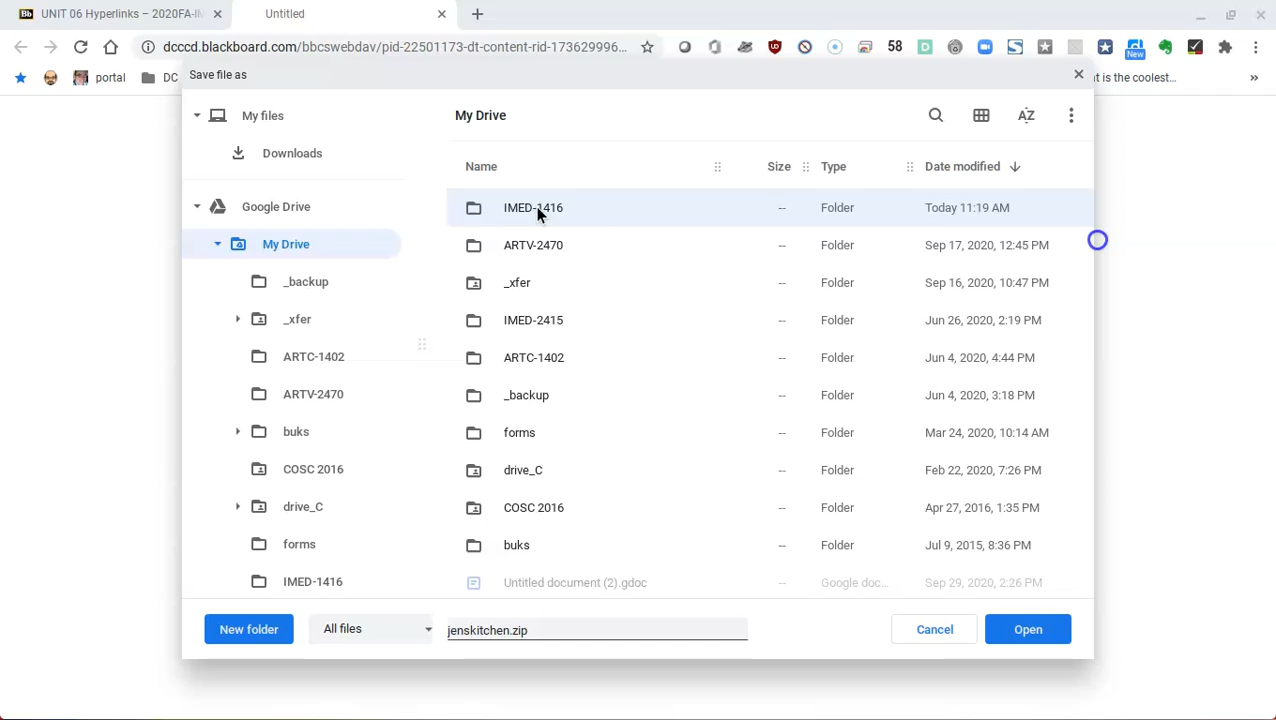 UNIT 06 Hyperlinks – 2020FA-IM
Untitled
dcccd.blackboard.com/bbcswebdav/pid-22501173-dt-content-rid-173629996...
58
New
portal
DC
t is the coolest...
Save file as
My files
My Drive
Downloads
Name
Size
Type
Date modified
Google Drive
IMED-1416
--
Folder
Today 11:19 AM
My Drive
ARTV-2470
--
Folder
Sep 17, 2020, 12:45 PM
_backup
_xfer
--
Folder
Sep 16, 2020, 10:47 PM
_xfer
IMED-2415
--
Folder
Jun 26, 2020, 2:19 PM
ARTC-1402
ARTC-1402
--
Folder
Jun 4, 2020, 4:44 PM
ARTV-2470
_backup
--
Folder
Jun 4, 2020, 3:18 PM
buks
forms
--
Folder
Mar 24, 2020, 10:14 AM
COSC 2016
drive_C
--
Folder
Feb 22, 2020, 7:26 PM
drive_C
COSC 2016
--
Folder
Apr 27, 2016, 1:35 PM
forms
buks
--
Folder
Jul 9, 2015, 8:36 PM
IMED-1416
Untitled document (2).gdoc
--
Google doc...
Sep 29, 2020, 2:26 PM
New folder
All files
jenskitchen.zip
Cancel
Open